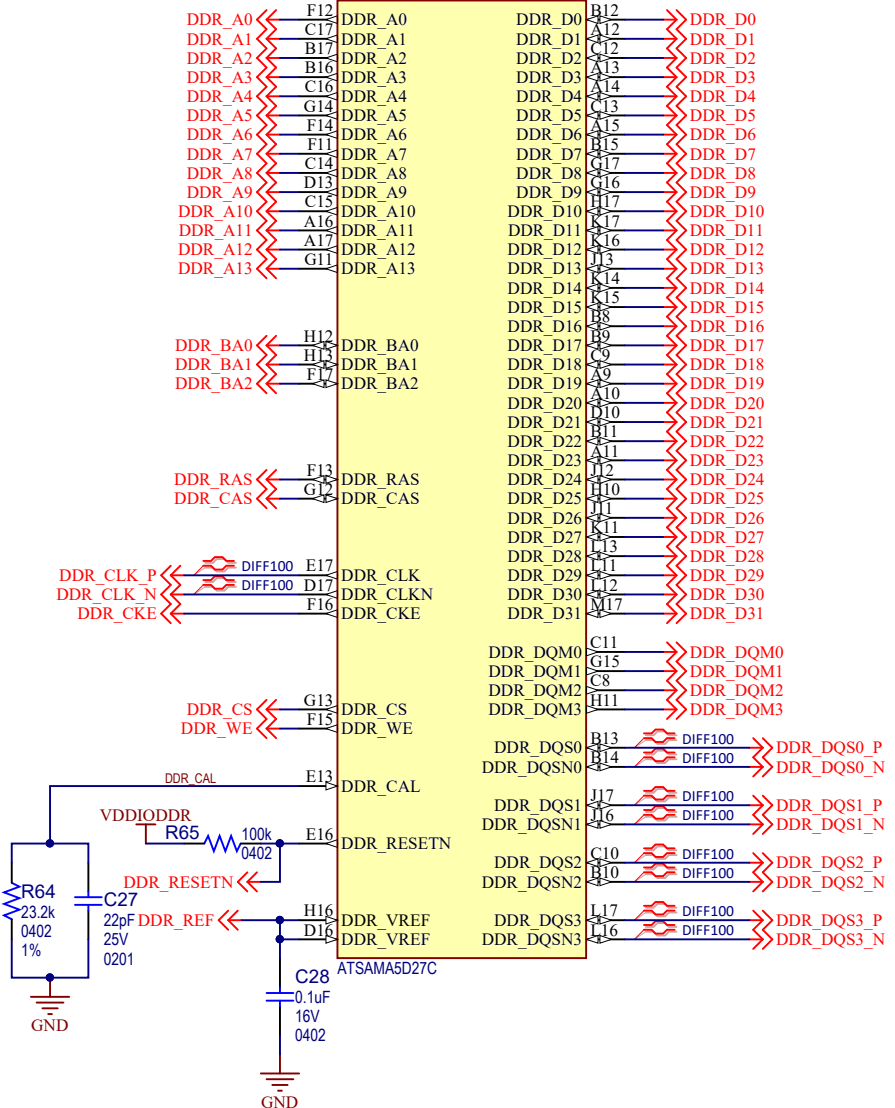 DDR_A0 F12 DDR_A0 DDR_D0 B12 DDR_D0
DDR_A1 C17 DDR_A1 DDR_D1 A12 DDR_D1
DDR_A2 B17 DDR_A2 DDR_D2 C12 DDR_D2
DDR_A3 B16 DDR_A3 DDR_D3 A13 DDR_D3
DDR_A4 C16 DDR_A4 DDR_D4 A14 DDR_D4
DDR_A5 G14 DDR_A5 DDR_D5 C13 DDR_D5
DDR_A6 F14 DDR_A6 DDR_D6 A15 DDR_D6
DDR_A7 F11 DDR_A7 DDR_D7 B15 DDR_D7
DDR_A8 C14 DDR_A8 DDR_D8 G17 DDR_D8
DDR_A9 D13 DDR_A9 DDR_D9 G16 DDR_D9
DDR_A10 C15 DDR_A10 DDR_D10 H17 DDR_D10
DDR_A11 A16 DDR_A11 DDR_D11 K17 DDR_D11
DDR_A12 A17 DDR_A12 DDR_D12 K16 DDR_D12
DDR_A13 G11 DDR_A13 DDR_D13 J13 DDR_D13
DDR_D14 K14 DDR_D14
DDR_D15 K15 DDR_D15
DDR_D16 B8 DDR_D16
DDR_BA0 H12 DDR_BA0 DDR_D17 B9 DDR_D17
DDR_BA1 H13 DDR_BA1 DDR_D18 C9 DDR_D18
DDR_BA2 F17 DDR_BA2 DDR_D19 A9 DDR_D19
DDR_D20 A10 DDR_D20
DDR_D21 D10 DDR_D21
DDR_D22 B11 DDR_D22
DDR_D23 A11 DDR_D23
DDR_RAS F13 DDR_RAS DDR_D24 J12 DDR_D24
DDR_CAS G12 DDR_CAS DDR_D25 H10 DDR_D25
DDR_D26 J11 DDR_D26
DDR_D27 K11 DDR_D27
DDR_D28 L13 DDR_D28
DDR_CLK_P DIFF100 E17 DDR_CLK DDR_D29 L11 DDR_D29
DDR_CLK_N DIFF100 D17 DDR_CLKN DDR_D30 L12 DDR_D30
DDR_CKE F16 DDR_CKE DDR_D31 M17 DDR_D31
DDR_DQM0 C11 DDR_DQM0
DDR_DQM1 G15 DDR_DQM1
DDR_DQM2 C8 DDR_DQM2
DDR_CS G13 DDR_CS DDR_DQM3 H11 DDR_DQM3
DDR_WE F15 DDR_WE
DDR_DQS0 B13 DIFF100 DDR_DQS0_P
DDR_DQSN0 B14 DIFF100 DDR_DQS0_N
DDR_CAL E13 DDR_CAL
DDR_DQS1 J17 DIFF100 DDR_DQS1_P
DDR_DQSN1 J16 DIFF100 DDR_DQS1_N
VDDIODDR
R65 100k 0402 E16 DDR_RESETN
DDR_DQS2 C10 DIFF100 DDR_DQS2_P
DDR_RESETN DDR_DQSN2 B10 DIFF100 DDR_DQS2_N
R64
23.2k
0402
1%
C27
22pF
25V
0201
DDR_REF H16 DDR_VREF DDR_DQS3 L17 DIFF100 DDR_DQS3_P
D16 DDR_VREF DDR_DQSN3 L16 DIFF100 DDR_DQS3_N
ATSAMA5D27C
C28
0.1uF
16V
0402
GND
GND